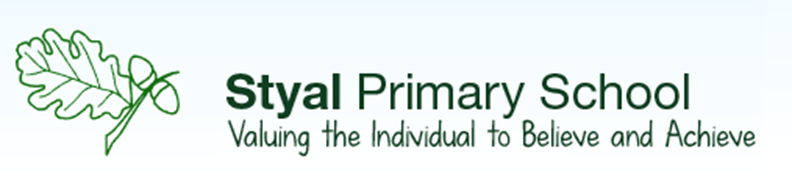 Styal Primary School
Valuing the Individual to Believe and Achieve